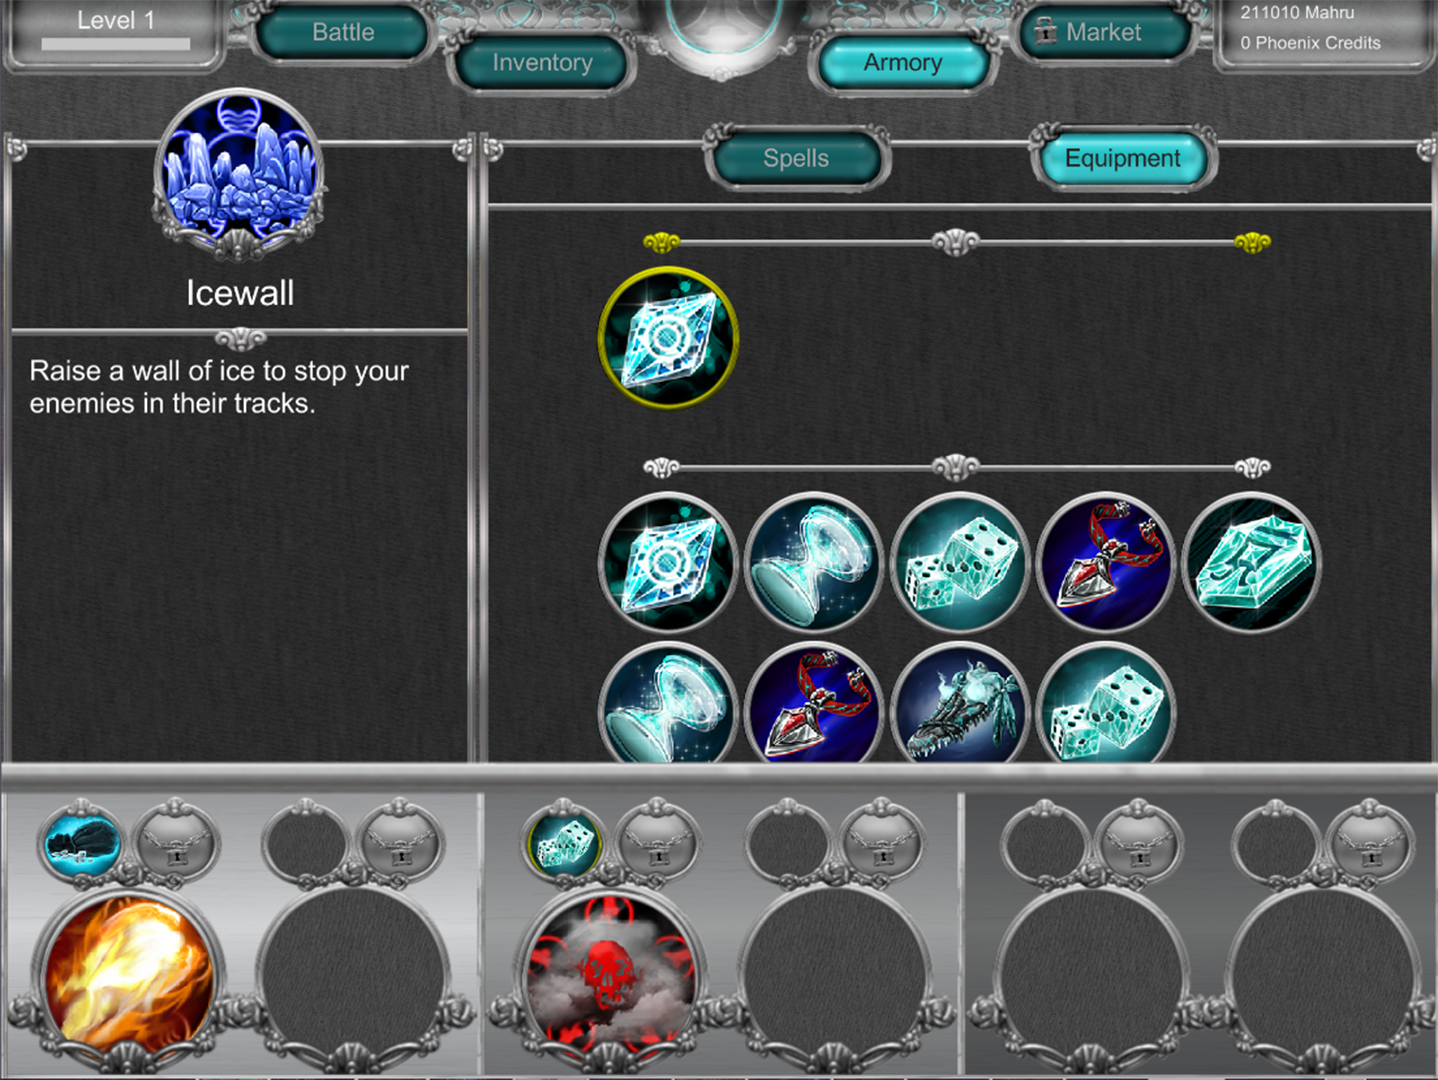 Level 1
Battle
Inventory
Armory
Market
211010 Mahru
0 Phoenix Credits
Spells
Equipment
Icewall
Raise a wall of ice to stop your
enemies in their tracks.